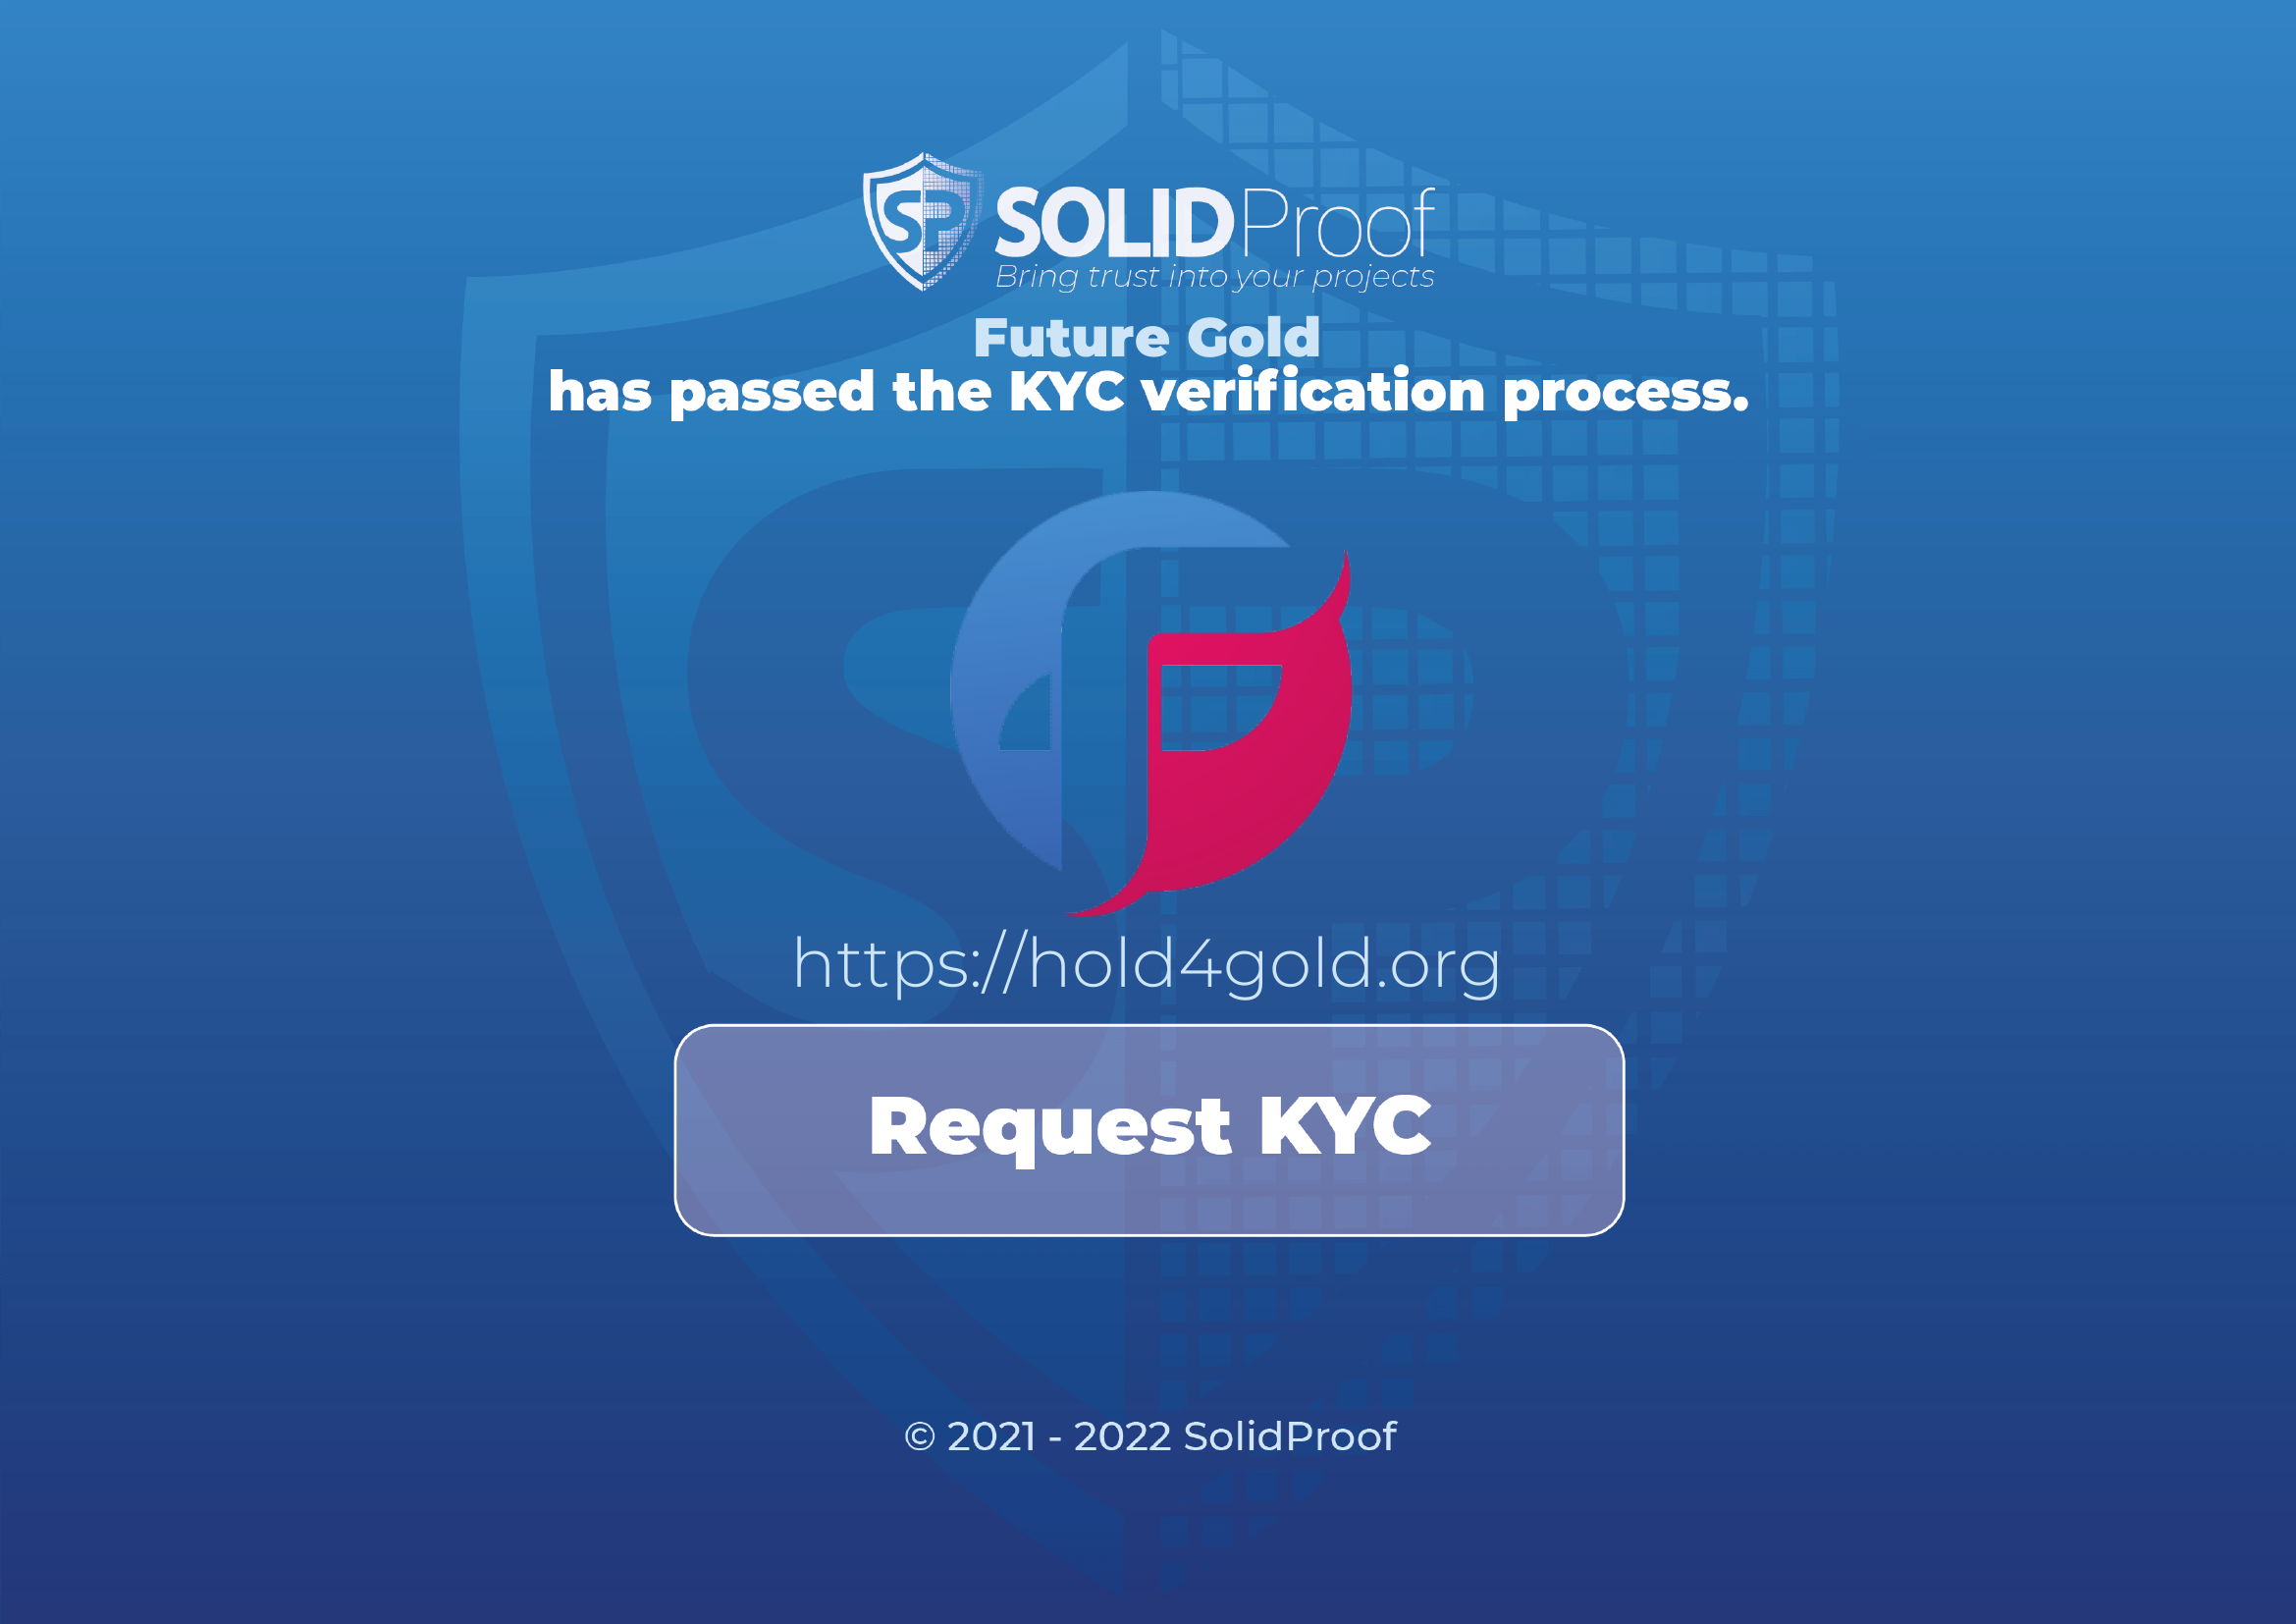 SP SOLIDProof
Bring trust into your projects
Future Gold
has passed the KYC verification process.
https://hold4gold.org
Request KYC
© 2021 - 2022 SolidProof